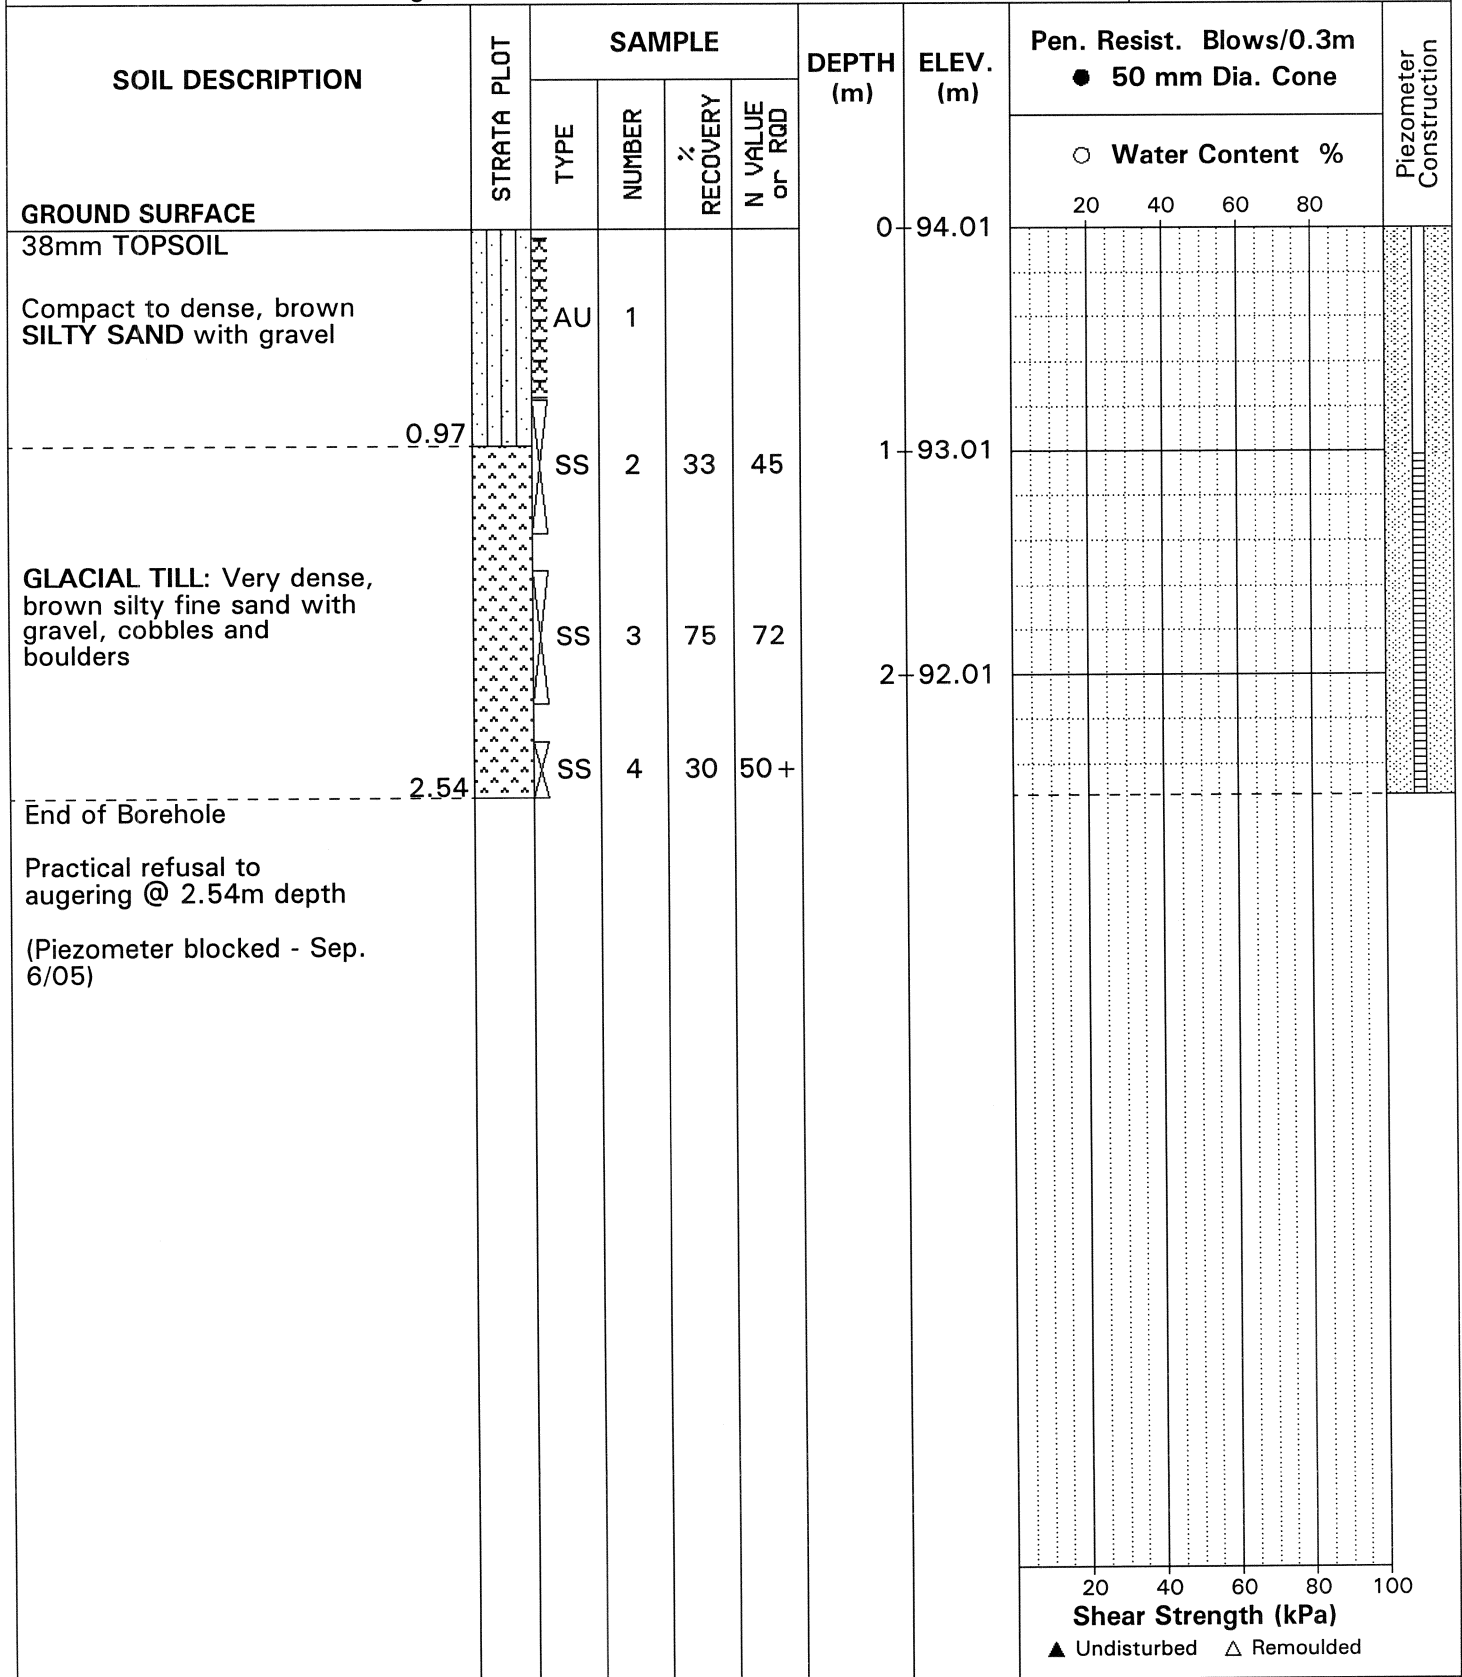 SOIL DESCRIPTION
GROUND SURFACE
STRATA PLOT
SAMPLE
TYPE
NUMBER
%
RECOVERY
N VALUE
or RQD
DEPTH
(m)
ELEV.
(m)
Pen. Resist. Blows/0.3m
● 50 mm Dia. Cone
○ Water Content %
20 40 60 80
Piezometer
Construction
38mm TOPSOIL
Compact to dense, brown
SILTY SAND with gravel
0.97
GLACIAL TILL: Very dense,
brown silty fine sand with
gravel, cobbles and
boulders
2.54
End of Borehole
Practical refusal to
augering @ 2.54m depth
(Piezometer blocked - Sep.
6/05)
AU 1
SS 2 33 45
SS 3 75 72
SS 4 30 50+
0 94.01
1 93.01
2 92.01
20 40 60 80 100
Shear Strength (kPa)
▲ Undisturbed △ Remoulded